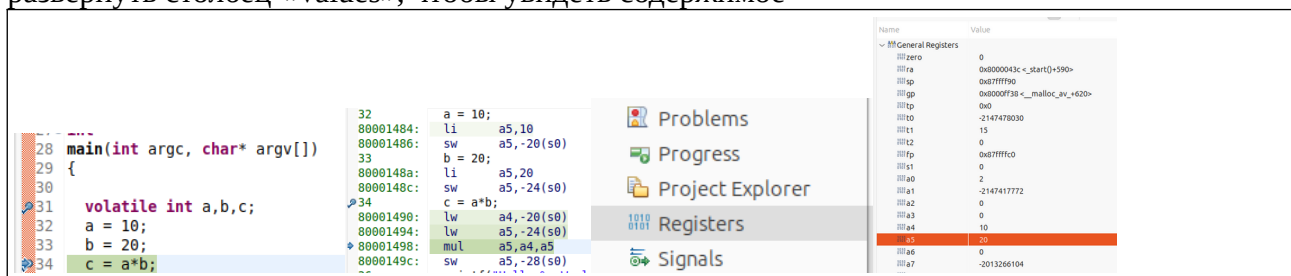 развернуть столбец «Values», чтобы увидеть содержимое
28 main(int argc, char* argv[])
29 {
30
31 volatile int a,b,c;
32 a = 10;
33 b = 20;
34 c = a*b;
32 a = 10;
80001484: li a5,10
80001486: sw a5,-20(s0)
33 b = 20;
8000148a: li a5,20
8000148c: sw a5,-24(s0)
34 c = a*b;
80001490: lw a4,-20(s0)
80001494: lw a5,-24(s0)
80001498: mul a5,a4,a5
8000149c: sw a5,-28(s0)
Problems
Progress
Project Explorer
Registers
Signals
Name Value
General Registers
zero 0
ra 0x8000043c <_start()+590>
sp 0x87ffff90
gp 0x8000ff38 <__malloc_av_+620>
tp 0x0
t0 -2147478030
t1 15
t2 0
fp 0x87ffffc0
s1 0
a0 2
a1 -2147417772
a2 0
a3 0
a4 10
a5 20
a6 0
a7 -2013266104